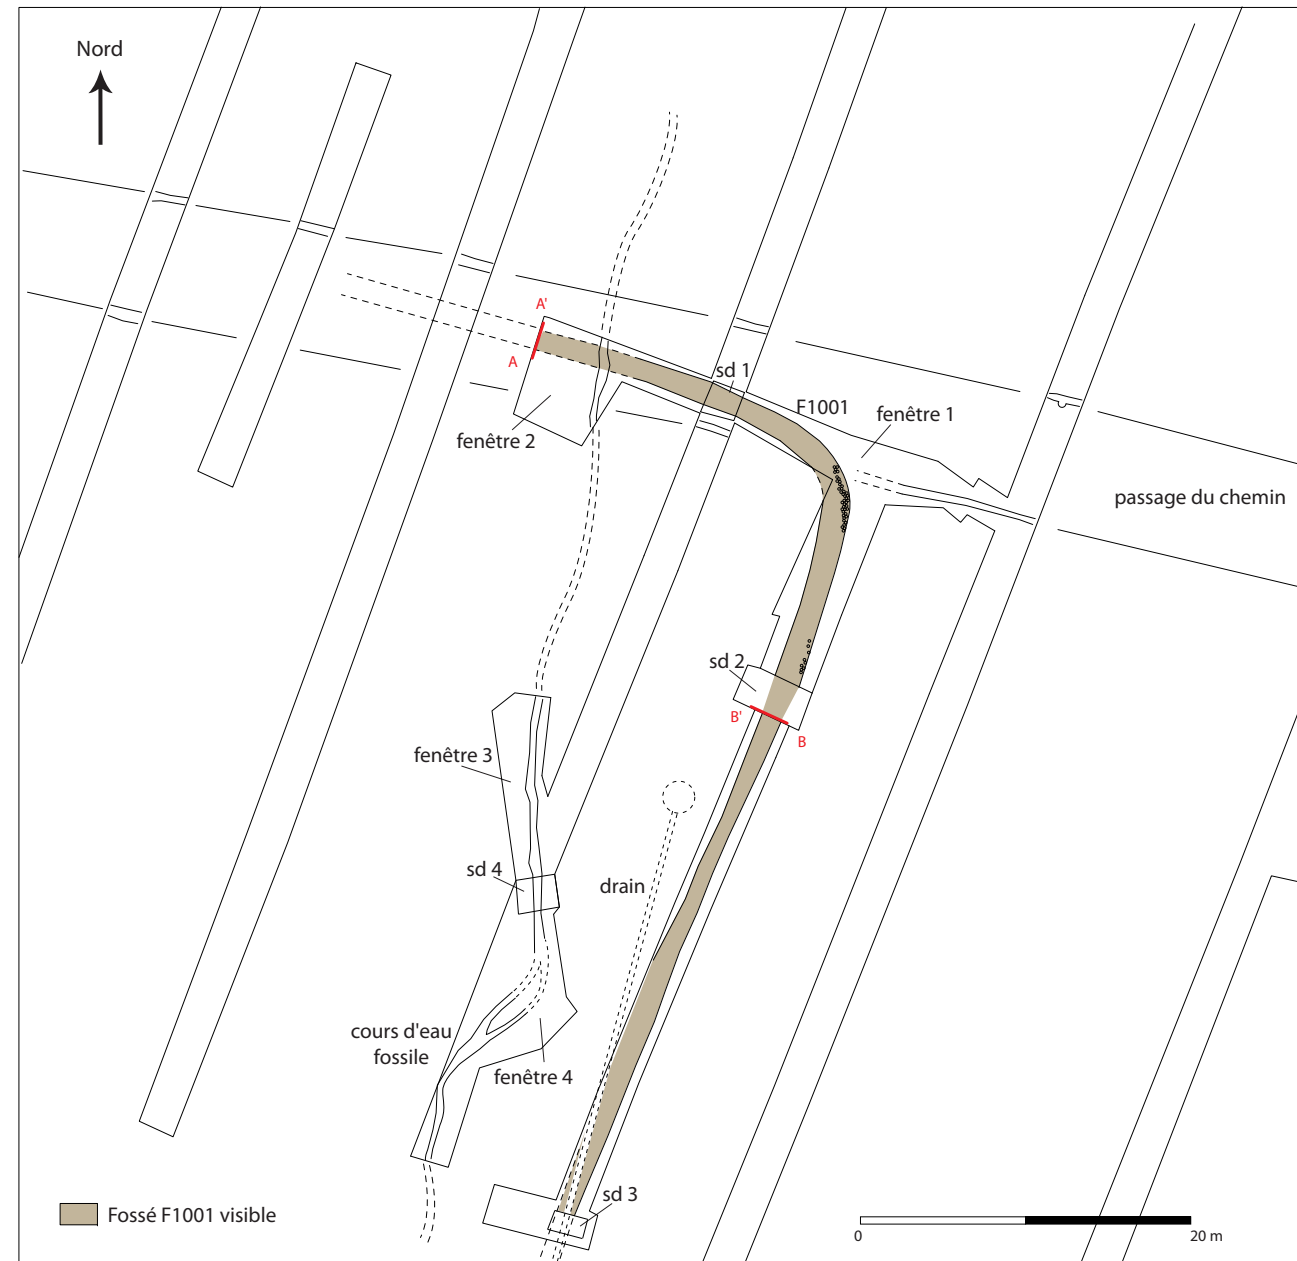 Nord
A'
A
sd 1
F1001
fenêtre 1
fenêtre 2
passage du chemin
sd 2
B'
B
fenêtre 3
sd 4
drain
cours d'eau
fossile
fenêtre 4
sd 3
Fossé F1001 visible
0
20 m